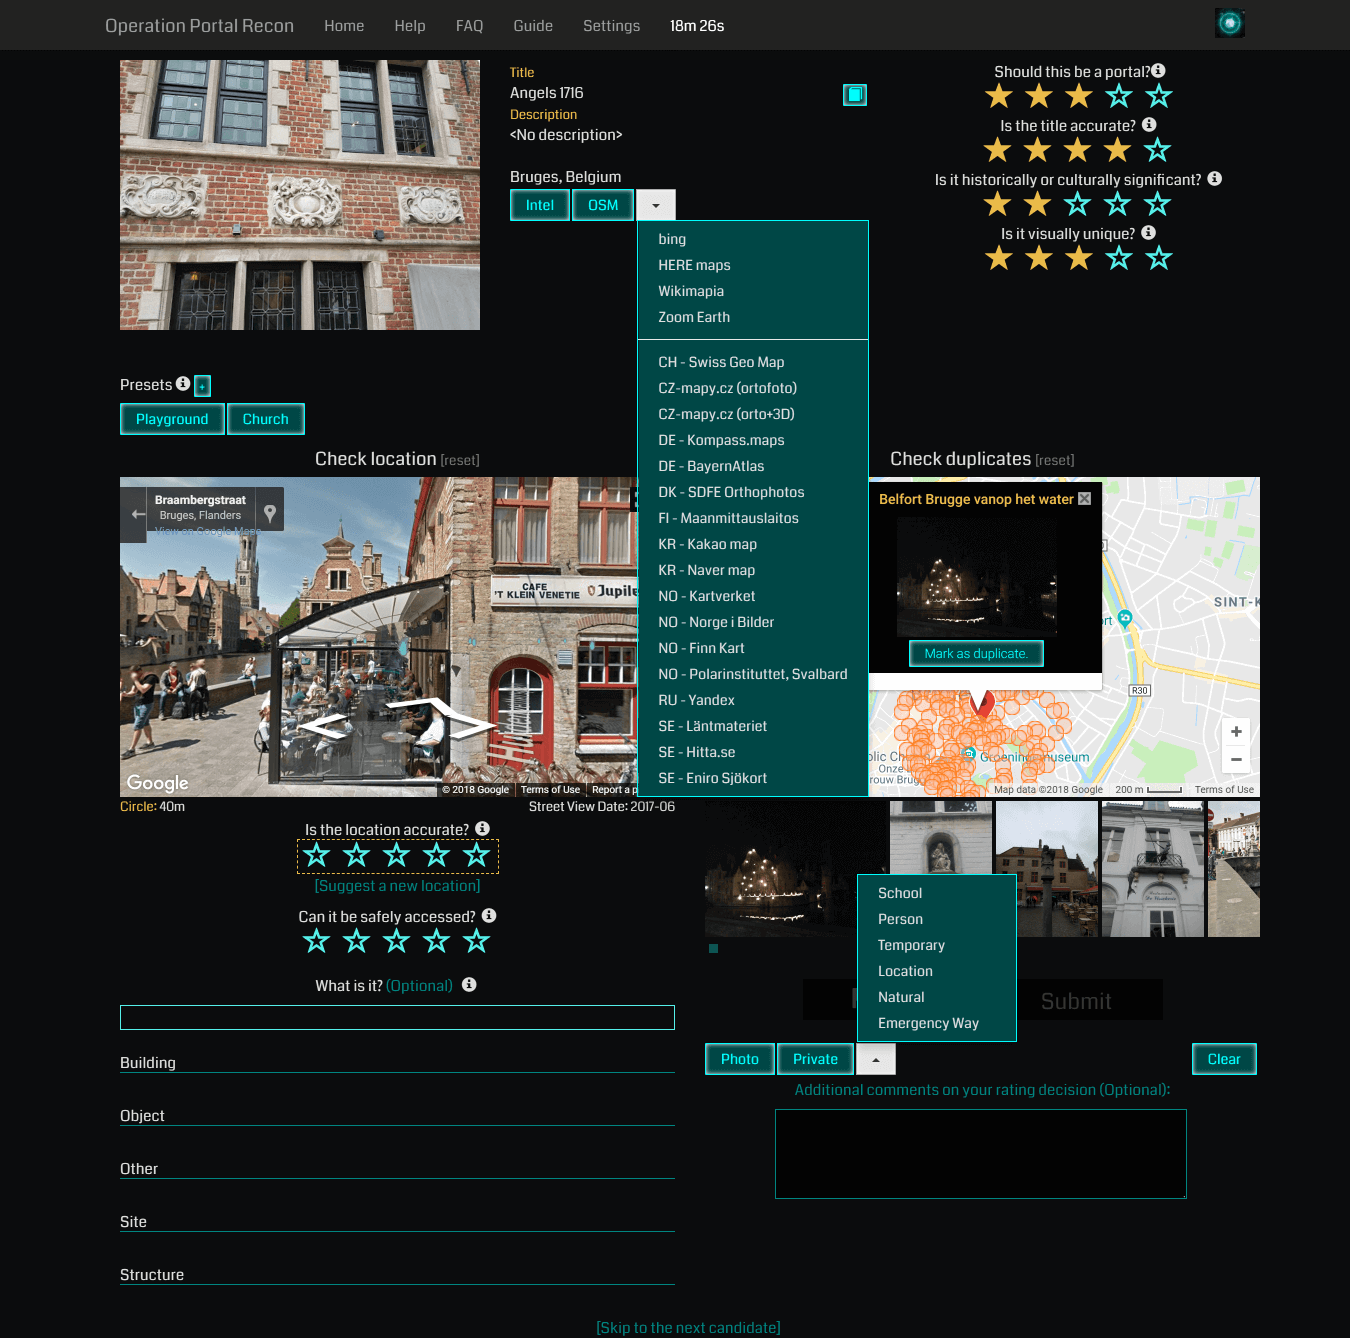 Operation Portal Recon Home Help FAQ Guide Settings 18m 26s
Title
Angels 1716
Description
<No description>
Bruges, Belgium
Intel OSM
bing
HERE maps
Wikimapia
Zoom Earth
CH - Swiss Geo Map
CZ-mapy.cz (ortofoto)
CZ-mapy.cz (orto+3D)
DE - Kompass.maps
DE - BayernAtlas
DK - SDFE Orthophotos
FI - Maanmittauslaitos
KR - Kakao map
KR - Naver map
NO - Kartverket
NO - Norge i Bilder
NO - Finn Kart
NO - Polarinstituttet, Svalbard
RU - Yandex
SE - Läntmateriet
SE - Hitta.se
SE - Eniro Sjökort
Should this be a portal?
Is the title accurate?
Is it historically or culturally significant?
Is it visually unique?
Presets +
Playground Church
Check location [reset]
Braambergstraat
Bruges, Flanders
View on Google Maps
CAFE
'T KLEIN VENETIE
Jupile
Google
© 2018 Google Terms of Use Report a p
Circle: 40m Street View Date: 2017-06
Check duplicates [reset]
Belfort Brugge vanop het water
Mark as duplicate.
SINT-K
ort
R30
olic Ch
Onze L
rouw Brug
Groeningemuseum
+
−
Map data ©2018 Google 200 m Terms of Use
Is the location accurate?
[Suggest a new location]
Can it be safely accessed?
What is it? (Optional)
Building
Object
Other
Site
Structure
School
Person
Temporary
Location
Natural
Emergency Way
Submit
Photo Private Clear
Additional comments on your rating decision (Optional):
[Skip to the next candidate]